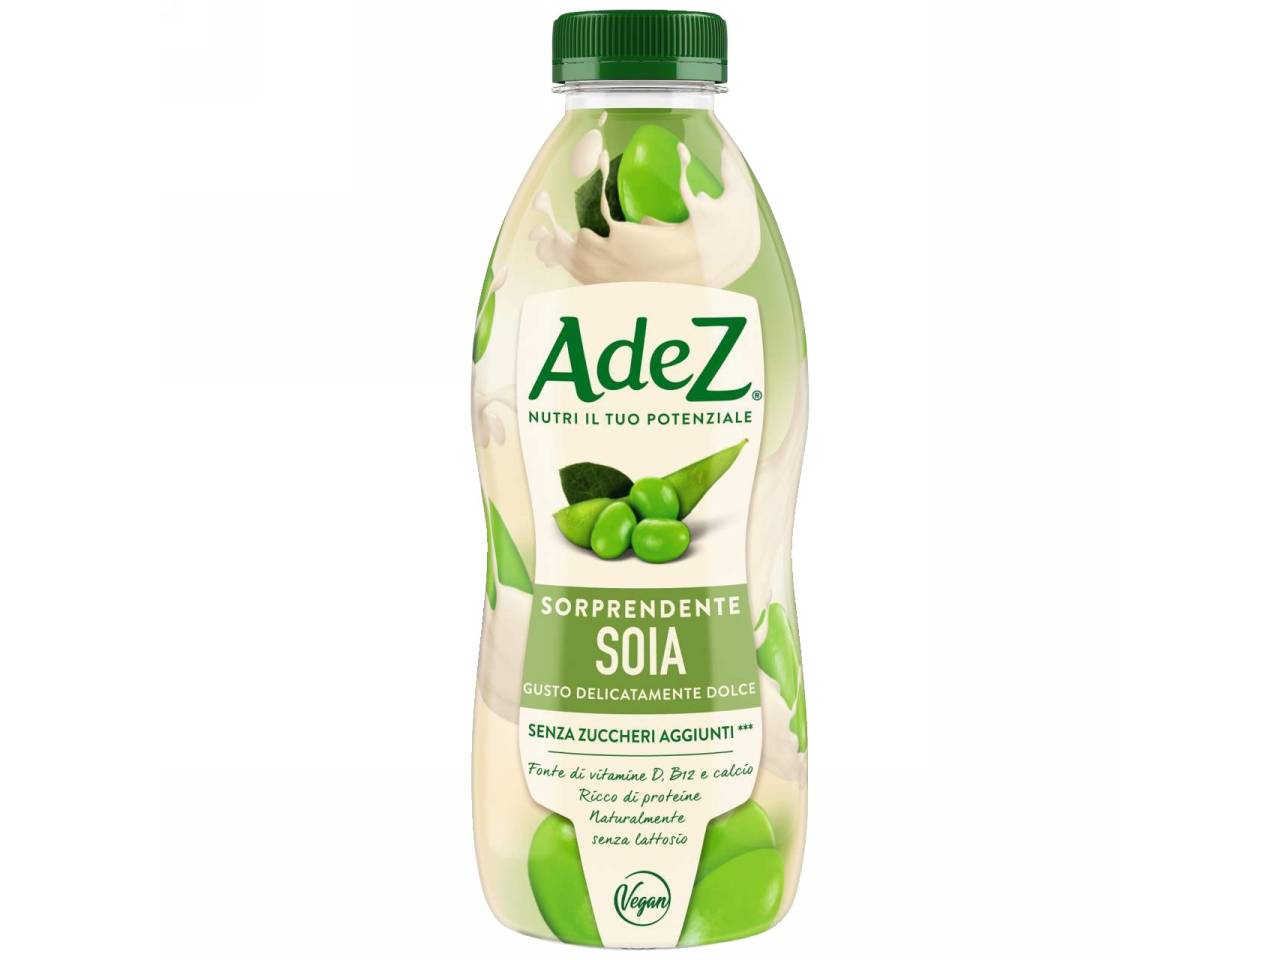 AdeZ®
NUTRI IL TUO POTENZIALE
SORPRENDENTE
SOIA
GUSTO DELICATAMENTE DOLCE
SENZA ZUCCHERI AGGIUNTI***
Fonte di vitamine D, B12 e calcio
Ricco di proteine
Naturalmente
senza lattosio
Vegan